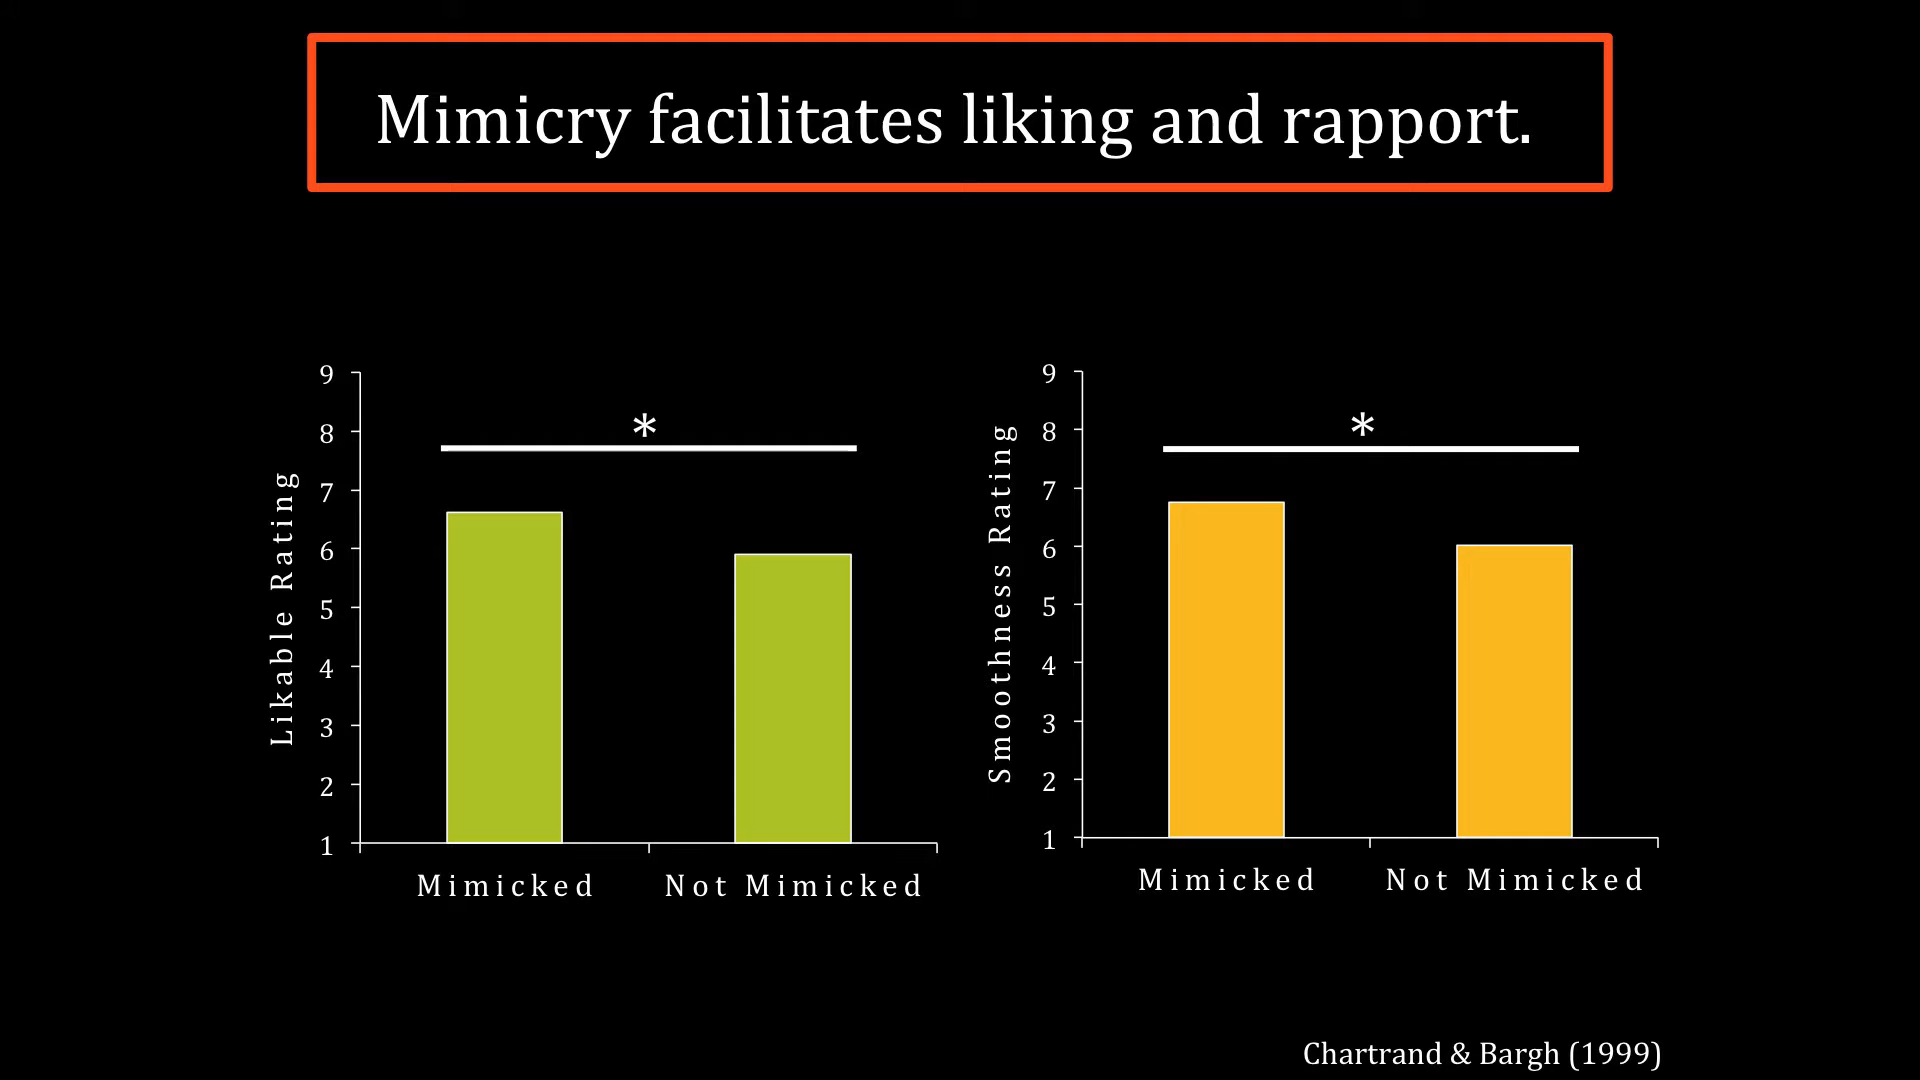 Mimicry facilitates liking and rapport.
Likable Rating
9
8
7
6
5
4
3
2
1
*
Mimicked
Not Mimicked
Smoothness Rating
9
8
7
6
5
4
3
2
1
*
Mimicked
Not Mimicked
Chartrand & Bargh (1999)